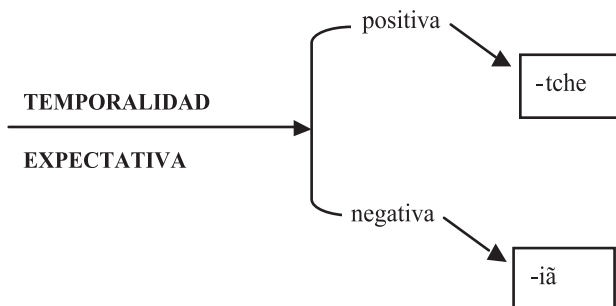 positiva
-tche
TEMPORALIDAD
EXPECTATIVA
negativa
-iã